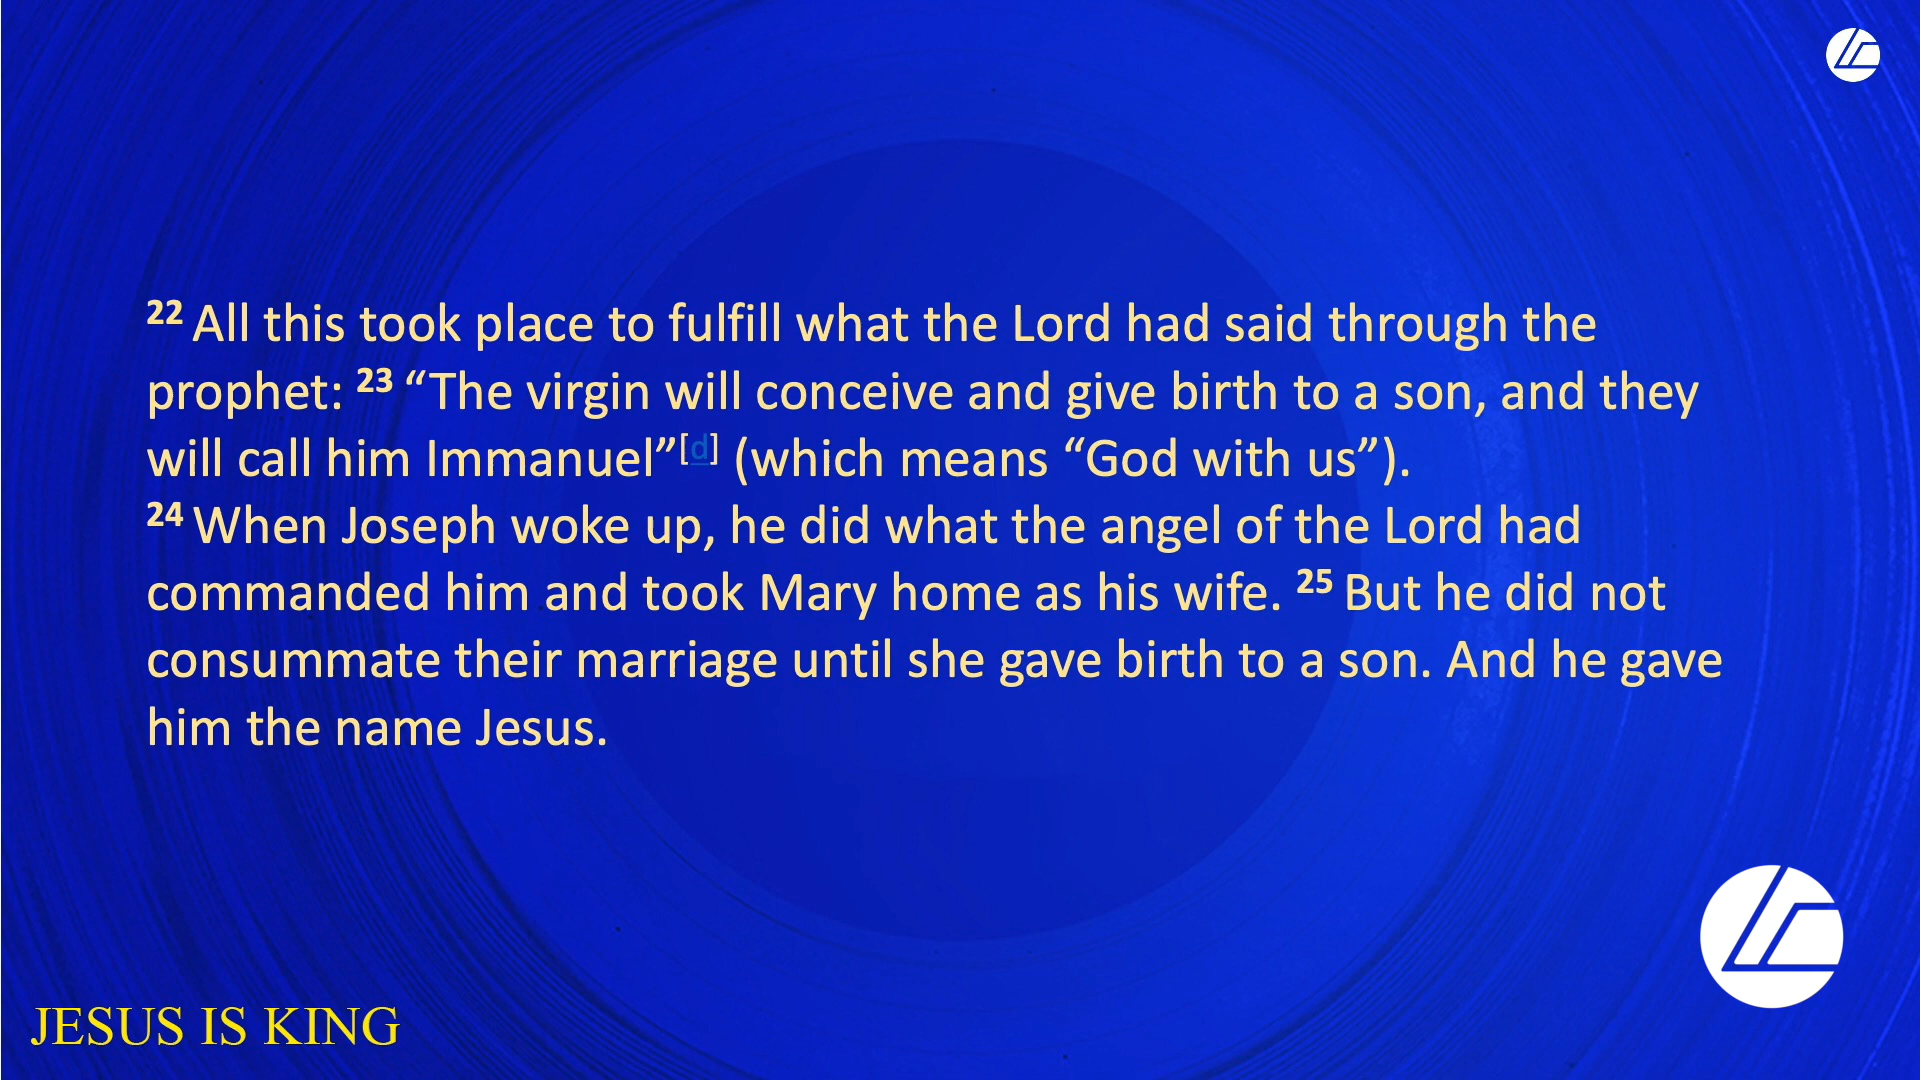 22 All this took place to fulfill what the Lord had said through the
prophet: 23 “The virgin will conceive and give birth to a son, and they
will call him Immanuel”[d] (which means “God with us”).
24 When Joseph woke up, he did what the angel of the Lord had
commanded him and took Mary home as his wife. 25 But he did not
consummate their marriage until she gave birth to a son. And he gave
him the name Jesus.
JESUS IS KING